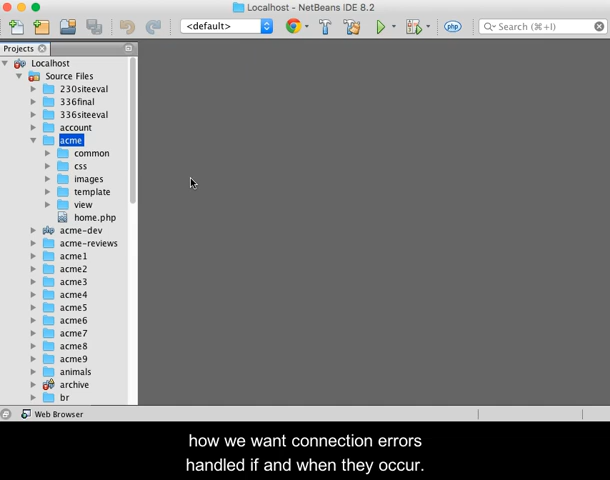 Localhost - NetBeans IDE 8.2
<default>
Search (⌘+I)
Projects
Localhost
Source Files
230siteeval
336final
336siteeval
account
acme
common
css
images
template
view
home.php
acme-dev
acme-reviews
acme1
acme2
acme3
acme4
acme5
acme6
acme7
acme8
acme9
animals
archive
br
Web Browser
php
how we want connection errors
handled if and when they occur.